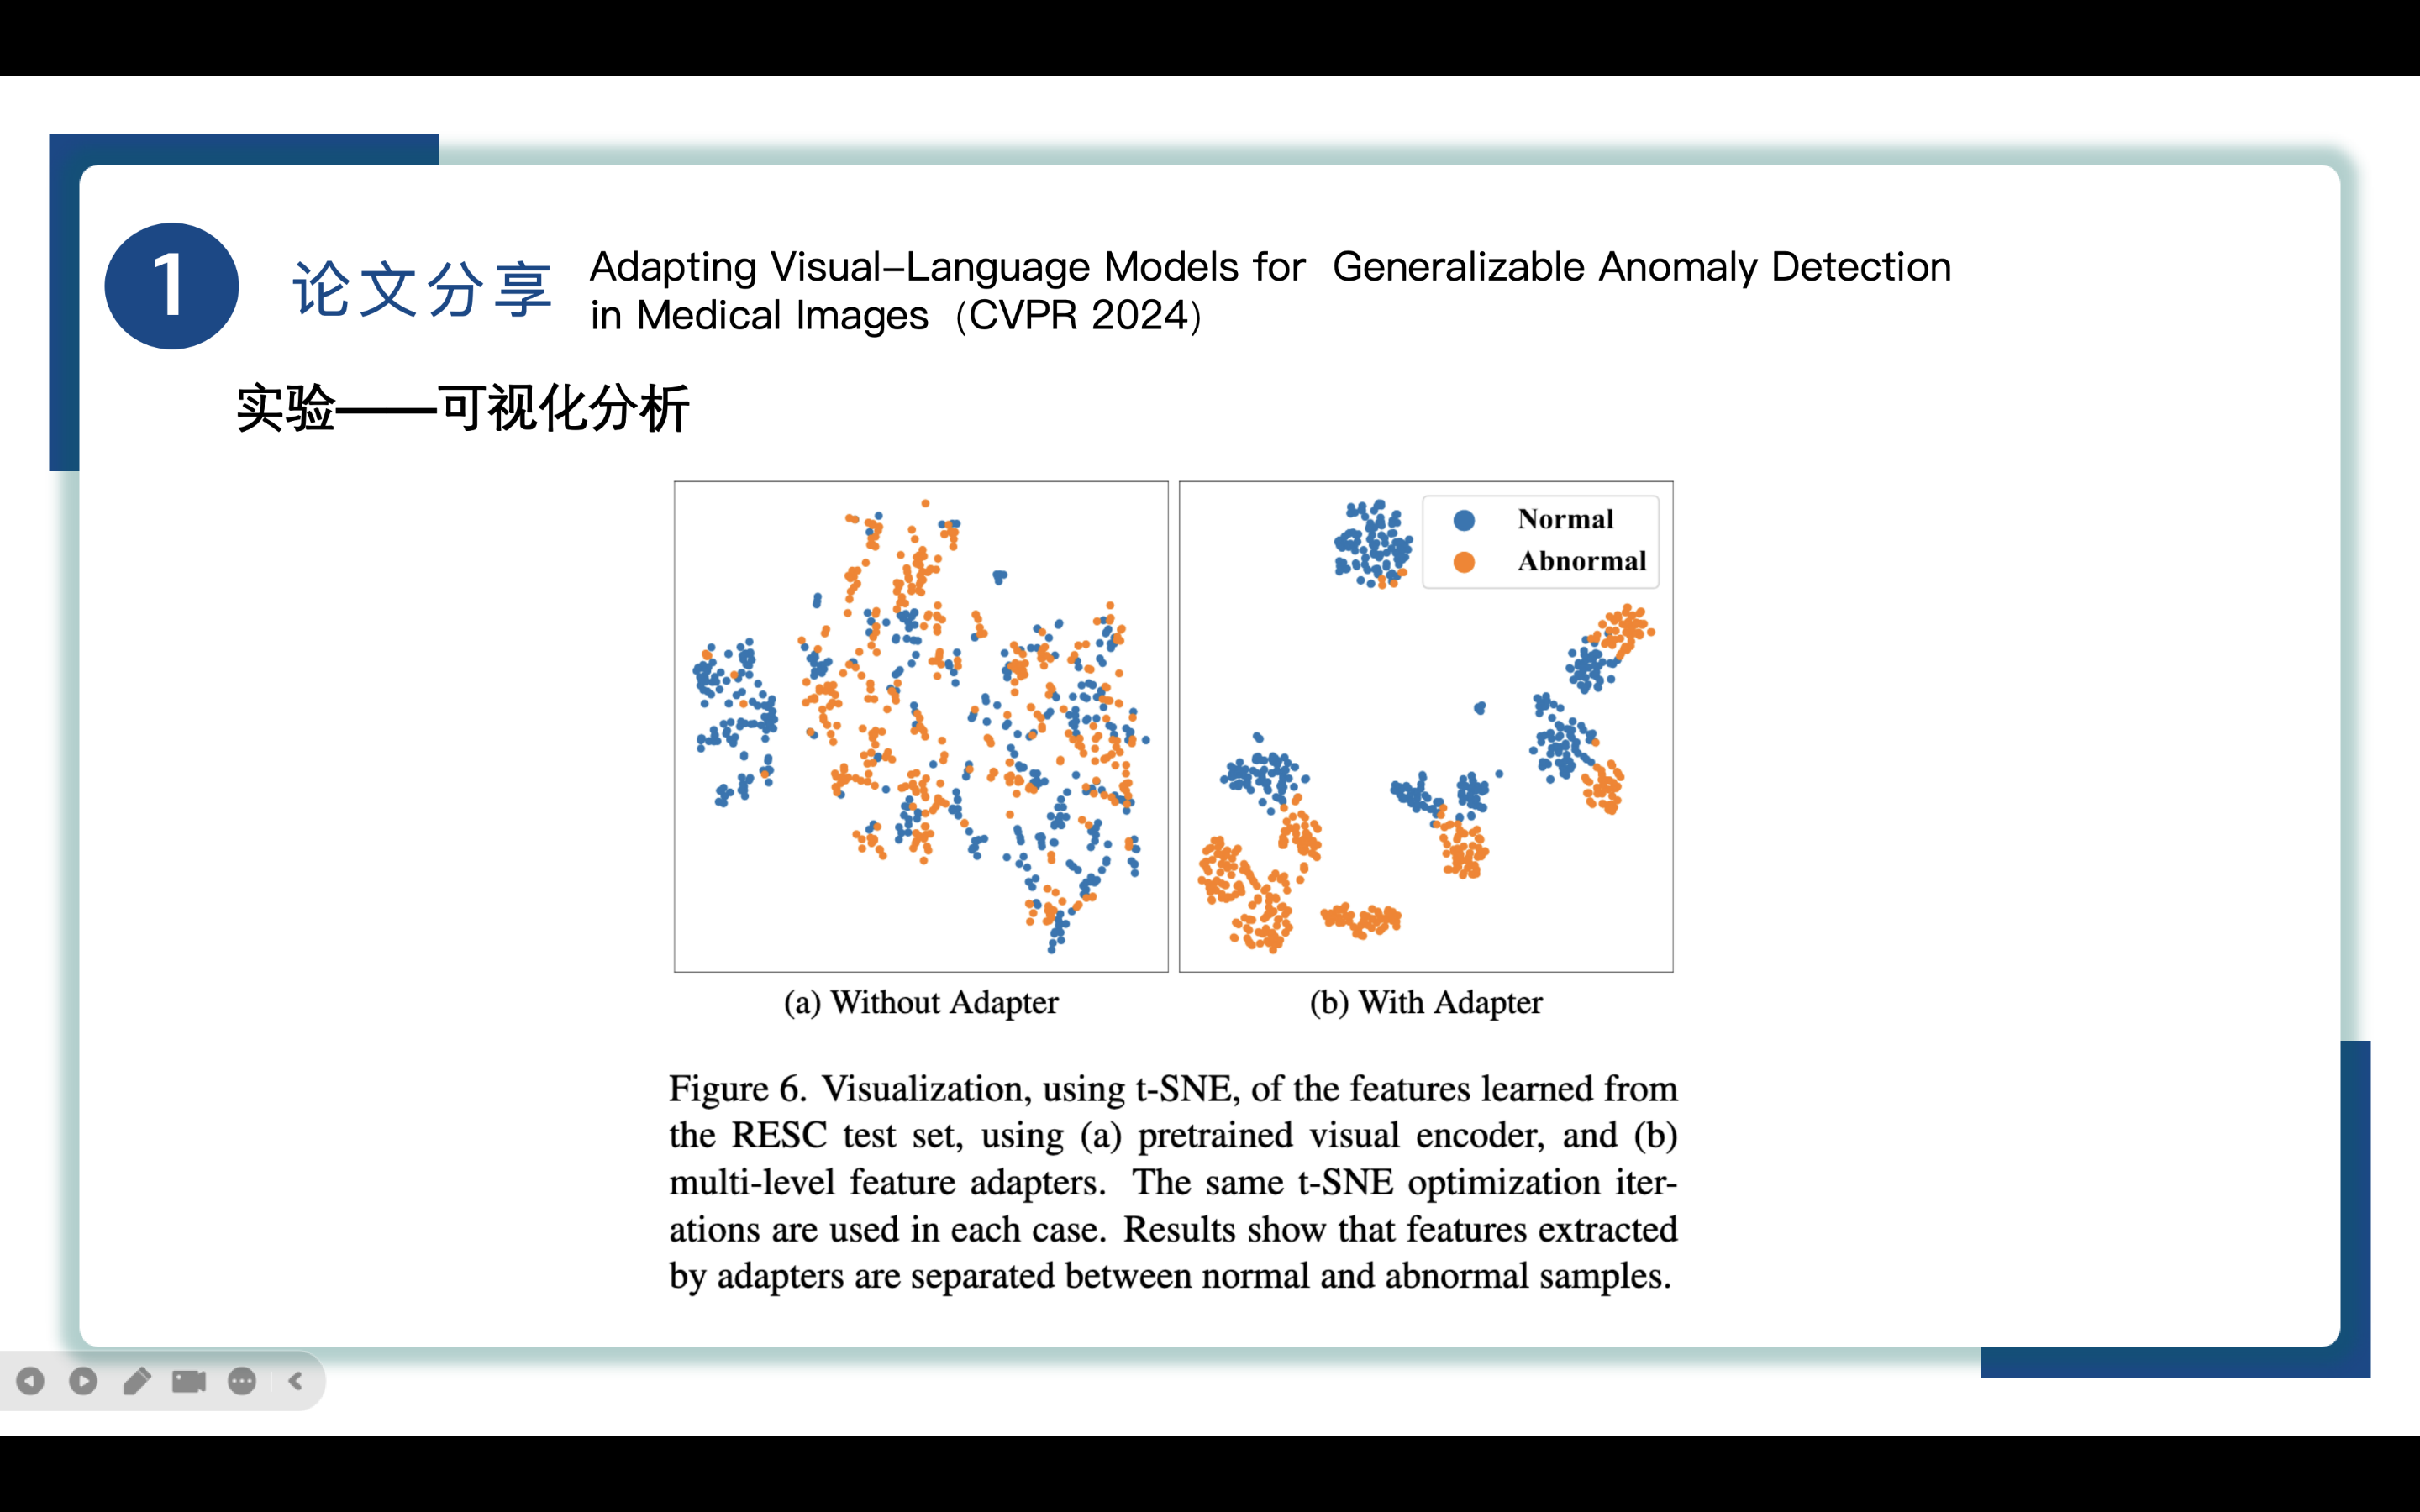 1
论文分享
Adapting Visual–Language Models for Generalizable Anomaly Detection
in Medical Images（CVPR 2024）
实验——可视化分析
Normal
Abnormal
(a) Without Adapter
(b) With Adapter
Figure 6. Visualization, using t-SNE, of the features learned from
the RESC test set, using (a) pretrained visual encoder, and (b)
multi-level feature adapters. The same t-SNE optimization iter-
ations are used in each case. Results show that features extracted
by adapters are separated between normal and abnormal samples.